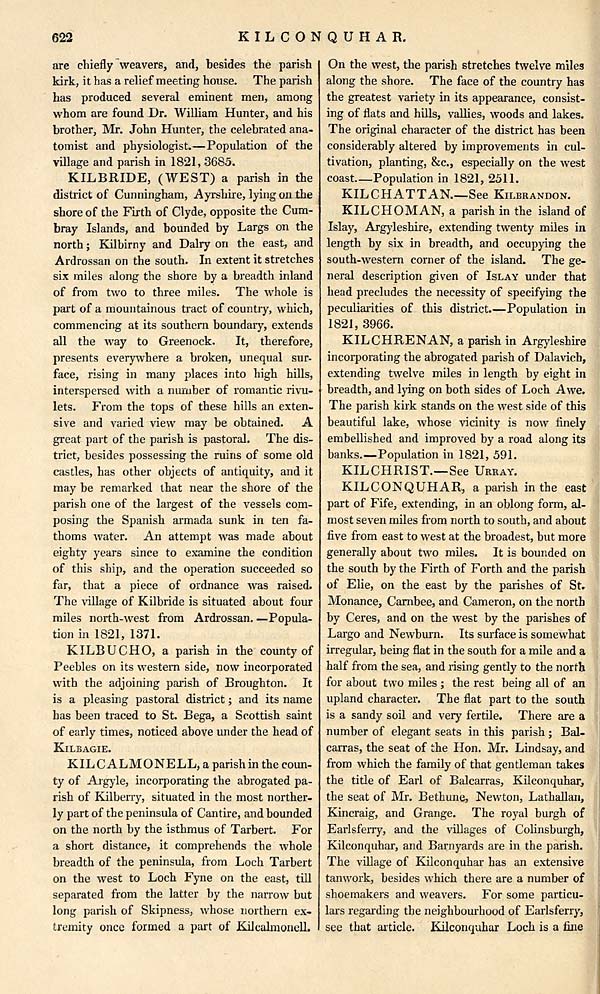 622
KILCONQUHAR.
are chiefly weavers, and, besides the parish
kirk, it has a relief meeting house. The parish
has produced several eminent men, among
whom are found Dr. William Hunter, and his
brother, Mr. John Hunter, the celebrated ana-
tomist and physiologist.—Population of the
village and parish in 1821, 3685.
KILBRIDE, (WEST) a parish in the
district of Cunningham, Ayrshire, lying on the
shore of the Firth of Clyde, opposite the Cum-
bray Islands, and bounded by Largs on the
north; Kilbirny and Dalry on the east, and
Ardrossan on the south. In extent it stretches
six miles along the shore by a breadth inland
of from two to three miles. The whole is
part of a mountainous tract of country, which,
commencing at its southern boundary, extends
all the way to Greenock. It, therefore,
presents everywhere a broken, unequal sur-
face, rising in many places into high hills,
interspersed with a number of romantic rivu-
lets. From the tops of these hills an exten-
sive and varied view may be obtained. A
great part of the parish is pastoral. The dis-
trict, besides possessing the ruins of some old
castles, has other objects of antiquity, and it
may be remarked that near the shore of the
parish one of the largest of the vessels com-
posing the Spanish armada sunk in ten fa-
thoms water. An attempt was made about
eighty years since to examine the condition
of this ship, and the operation succeeded so
far, that a piece of ordnance was raised.
The village of Kilbride is situated about four
miles north-west from Ardrossan.—Popula-
tion in 1821, 1371.
KILBUCHO, a parish in the county of
Peebles on its western side, now incorporated
with the adjoining parish of Broughton. It
is a pleasing pastoral district; and its name
has been traced to St. Bega, a Scottish saint
of early times, noticed above under the head of
KILBAGIE.
KILCALMONELL, a parish in the coun-
ty of Argyle, incorporating the abrogated pa-
rish of Kilberry, situated in the most norther-
ly part of the peninsula of Cantire, and bounded
on the north by the isthmus of Tarbert. For
a short distance, it comprehends the whole
breadth of the peninsula, from Loch Tarbert
on the west to Loch Fyne on the east, till
separated from the latter by the narrow but
long parish of Skipness, whose northern ex-
tremity once formed a part of Kilcalmonell.
On the west, the parish stretches twelve miles
along the shore. The face of the country has
the greatest variety in its appearance, consist-
ing of flats and hills, vallies, woods and lakes.
The original character of the district has been
considerably altered by improvements in cul-
tivation, planting, &c., especially on the west
coast.—Population in 1821, 2511.
KILCHATTAN.—See KILBRANDON.
KILCHOMAN, a parish in the island of
Islay, Argyleshire, extending twenty miles in
length by six in breadth, and occupying the
south-western corner of the island. The ge-
neral description given of ISLAY under that
head precludes the necessity of specifying the
peculiarities of this district.—Population in
1821, 3966.
KILCHRENAN, a parish in Argyleshire
incorporating the abrogated parish of Dalavich,
extending twelve miles in length by eight in
breadth, and lying on both sides of Loch Awe.
The parish kirk stands on the west side of this
beautiful lake, whose vicinity is now finely
embellished and improved by a road along its
banks.—Population in 1821, 591.
KILCHRIST.—See URRAY.
KILCONQUHAR, a parish in the east
part of Fife, extending, in an oblong form, al-
most seven miles from north to south, and about
five from east to west at the broadest, but more
generally about two miles. It is bounded on
the south by the Firth of Forth and the parish
of Elie, on the east by the parishes of St.
Monance, Carnbee, and Cameron, on the north
by Ceres, and on the west by the parishes of
Largo and Newburn. Its surface is somewhat
irregular, being flat in the south for a mile and a
half from the sea, and rising gently to the north
for about two miles; the rest being all of an
upland character. The flat part to the south
is a sandy soil and very fertile. There are a
number of elegant seats in this parish; Bal-
carras, the seat of the Hon. Mr. Lindsay, and
from which the family of that gentleman takes
the title of Earl of Balcarras, Kilconquhar,
the seat of Mr. Bethune, Newton, Lathallan,
Kincraig, and Grange. The royal burgh of
Earlsferry, and the villages of Colinsburgh,
Kilconquhar, and Barnyards are in the parish.
The village of Kilconquhar has an extensive
tanwork, besides which there are a number of
shoemakers and weavers. For some particu-
lars regarding the neighbourhood of Earlsferry,
see that article. Kilconquhar Loch is a fine